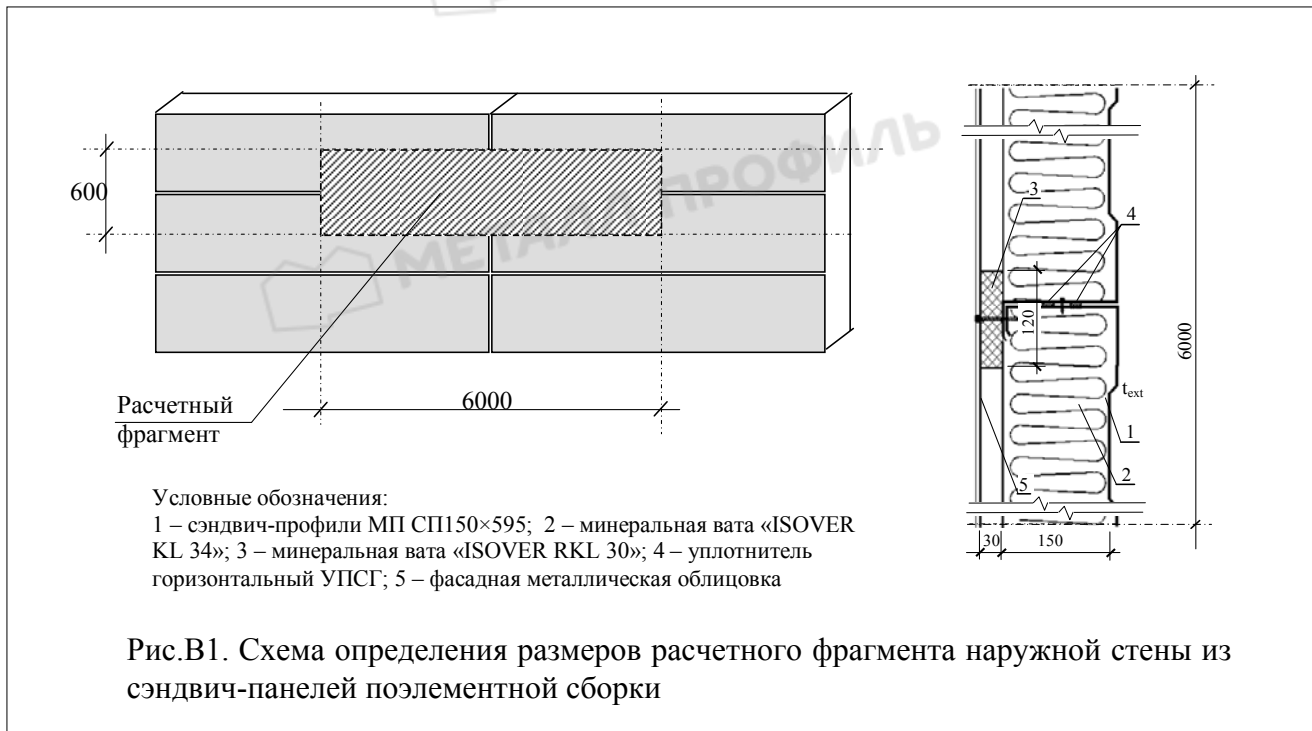 МЕТАЛЛ ПРОФИЛЬ
600
6000
Расчетный
фрагмент
3
4
120
6000
t_ext
1
2
5
30
150
Условные обозначения:
1 – сэндвич-профили МП СП150×595; 2 – минеральная вата «ISOVER
KL 34»; 3 – минеральная вата «ISOVER RKL 30»; 4 – уплотнитель
горизонтальный УПСГ; 5 – фасадная металлическая облицовка
Рис.В1. Схема определения размеров расчетного фрагмента наружной стены из
сэндвич-панелей поэлементной сборки